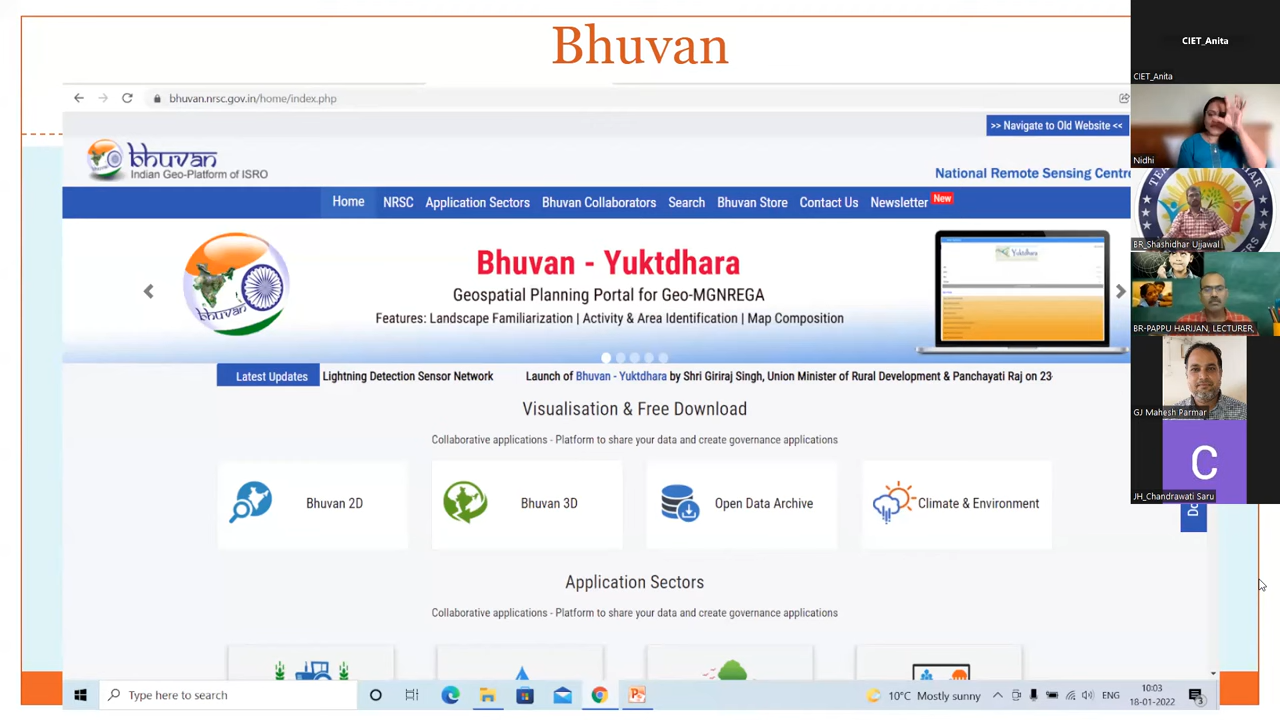 Bhuvan
bhuvan.nrsc.gov.in/home/index.php
>> Navigate to Old Website <<
bhuvan
Indian Geo-Platform of ISRO
National Remote Sensing Centre
Home NRSC Application Sectors Bhuvan Collaborators Search Bhuvan Store Contact Us Newsletter New
Bhuvan - Yuktdhara
Geospatial Planning Portal for Geo-MGNREGA
Features: Landscape Familiarization | Activity & Area Identification | Map Composition
bhuvan
Yuktdhara
Latest Updates Lightning Detection Sensor Network Launch of Bhuvan - Yuktdhara by Shri Giriraj Singh, Union Minister of Rural Development & Panchayati Raj on 23
Visualisation & Free Download
Collaborative applications - Platform to share your data and create governance applications
Bhuvan 2D Bhuvan 3D Open Data Archive Climate & Environment
Application Sectors
Collaborative applications - Platform to share your data and create governance applications
Type here to search
10°C Mostly sunny
ENG
10:03
18-01-2022
3
CIET_Anita
CIET_Anita
Nidhi
BR_Shashidhar Ujjawal
BR-PAPPU HARIJAN, LECTURER,
GJ Mahesh Parmar
C
JH_Chandrawati Saru